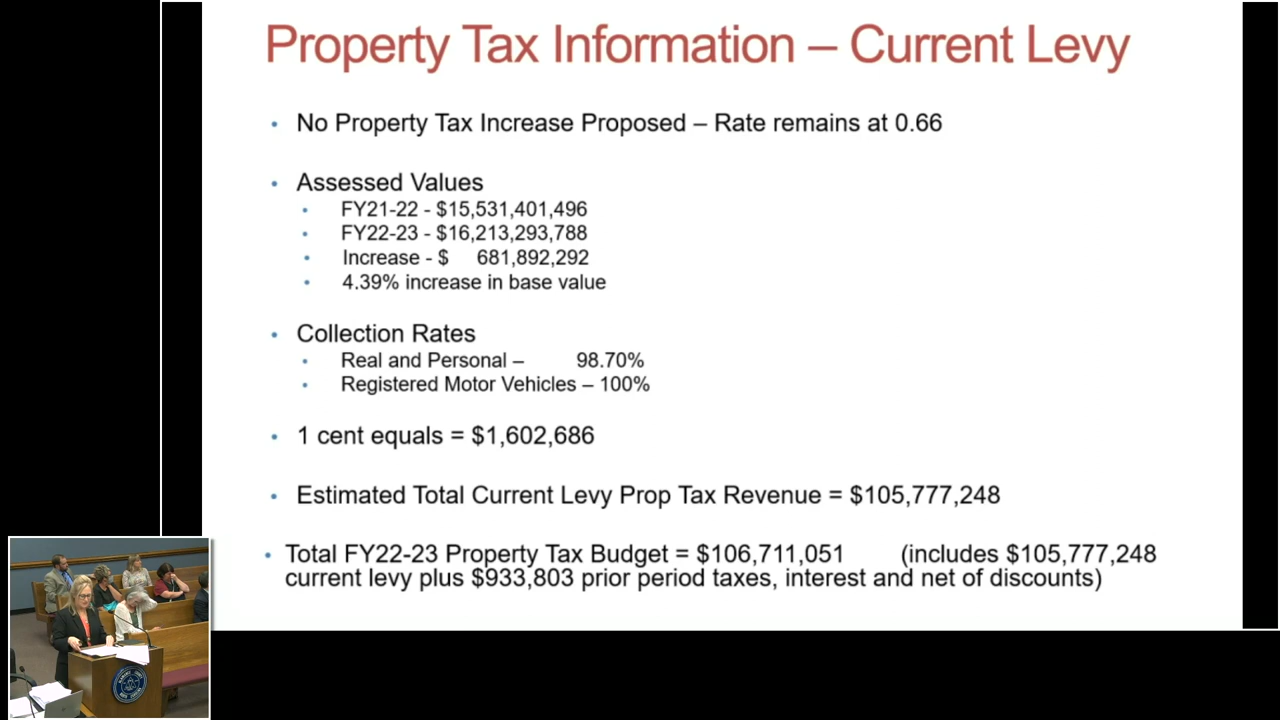 Property Tax Information – Current Levy
• No Property Tax Increase Proposed – Rate remains at 0.66
• Assessed Values
• FY21-22 - $15,531,401,496
• FY22-23 - $16,213,293,788
• Increase - $ 681,892,292
• 4.39% increase in base value
• Collection Rates
• Real and Personal – 98.70%
• Registered Motor Vehicles – 100%
• 1 cent equals = $1,602,686
• Estimated Total Current Levy Prop Tax Revenue = $105,777,248
• Total FY22-23 Property Tax Budget = $106,711,051 (includes $105,777,248
current levy plus $933,803 prior period taxes, interest and net of discounts)